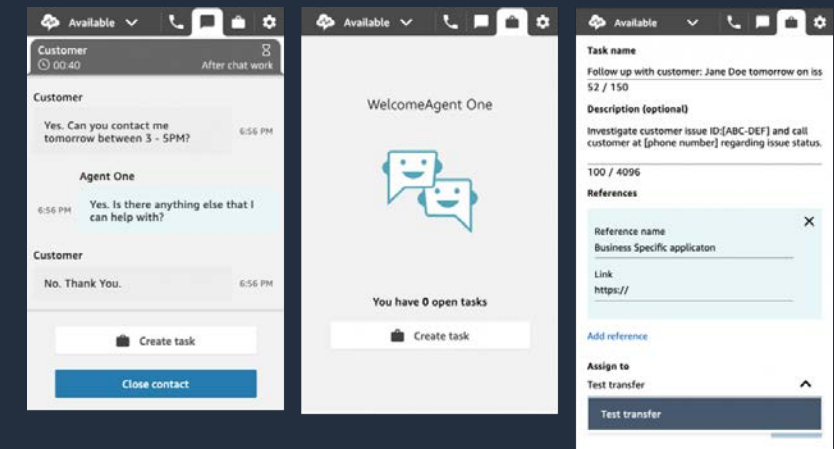 Available
Customer
00:40
After chat work
Customer
Yes. Can you contact me
tomorrow between 3 - 5PM?
6:56 PM
Agent One
6:56 PM
Yes. Is there anything else that I
can help with?
Customer
No. Thank You.
6:56 PM
Create task
Close contact
Available
WelcomeAgent One
You have 0 open tasks
Create task
Available
Task name
Follow up with customer: Jane Doe tomorrow on iss
52 / 150
Description (optional)
Investigate customer issue ID:[ABC-DEF] and call
customer at [phone number] regarding issue status.
100 / 4096
References
Reference name
Business Specific applicaton
Link
https://
Add reference
Assign to
Test transfer
Test transfer